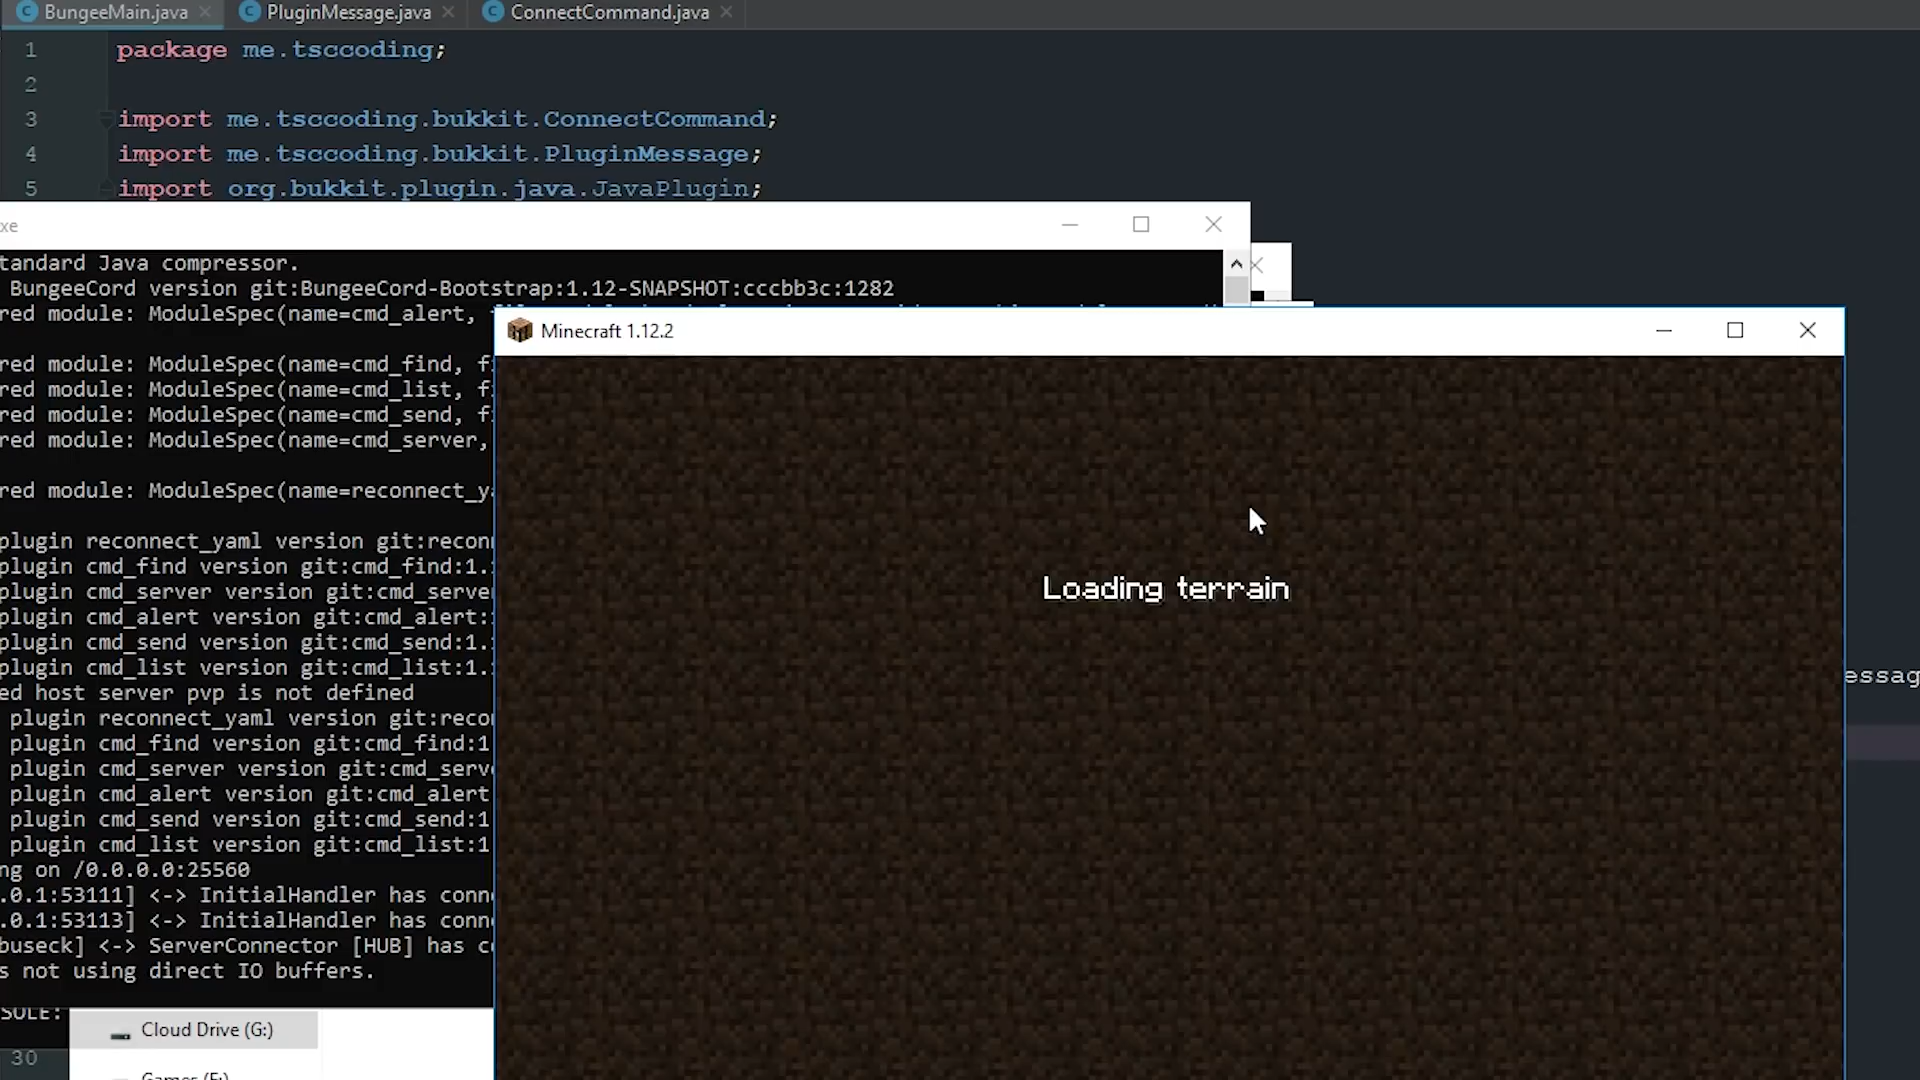 BungeeMain.java
PluginMessage.java
ConnectCommand.java
1 package me.tsccoding;
2
3 import me.tsccoding.bukkit.ConnectCommand;
4 import me.tsccoding.bukkit.PluginMessage;
5 import org.bukkit.plugin.java.JavaPlugin;
xe
tandard Java compressor.
BungeeCord version git:BungeeCord-Bootstrap:1.12-SNAPSHOT:cccbb3c:1282
red module: ModuleSpec(name=cmd_alert,
Minecraft 1.12.2
red module: ModuleSpec(name=cmd_find, f
red module: ModuleSpec(name=cmd_list, f
red module: ModuleSpec(name=cmd_send, f
red module: ModuleSpec(name=cmd_server,
red module: ModuleSpec(name=reconnect_y
plugin reconnect_yaml version git:recon
plugin cmd_find version git:cmd_find:1.
Loading terrain
plugin cmd_server version git:cmd_serve
plugin cmd_alert version git:cmd_alert:
plugin cmd_send version git:cmd_send:1.
plugin cmd_list version git:cmd_list:1.
essag
ed host server pvp is not defined
plugin reconnect_yaml version git:recon
plugin cmd_find version git:cmd_find:1
plugin cmd_server version git:cmd_serve
plugin cmd_alert version git:cmd_alert
plugin cmd_send version git:cmd_send:1
plugin cmd_list version git:cmd_list:1
ng on /0.0.0.0:25560
.0.1:53111] <-> InitialHandler has conn
.0.1:53113] <-> InitialHandler has conn
buseck] <-> ServerConnector [HUB] has c
s not using direct IO buffers.
SOLE:
Cloud Drive (G:)
30
Games (F:)